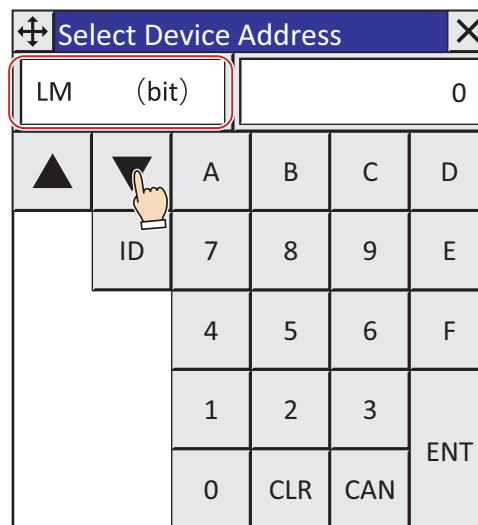 Select Device Address ×
LM (bit) 0
▲ ▼ A B C D
ID 7 8 9 E
4 5 6 F
1 2 3
ENT
0 CLR CAN